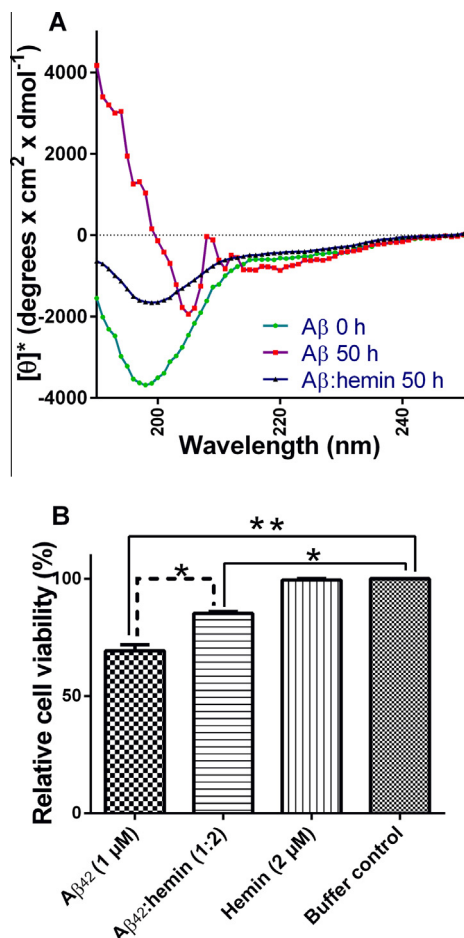 A
4000
2000
0
-2000
-4000
[θ]* (degrees x cm² x dmol⁻¹)
Aβ 0 h
Aβ 50 h
Aβ:hemin 50 h
200
220
240
Wavelength (nm)
B
**
*
*
100
50
0
Relative cell viability (%)
Aβ₄₂ (1 µM)
Aβ₄₂:hemin (1:2)
Hemin (2 µM)
Buffer control